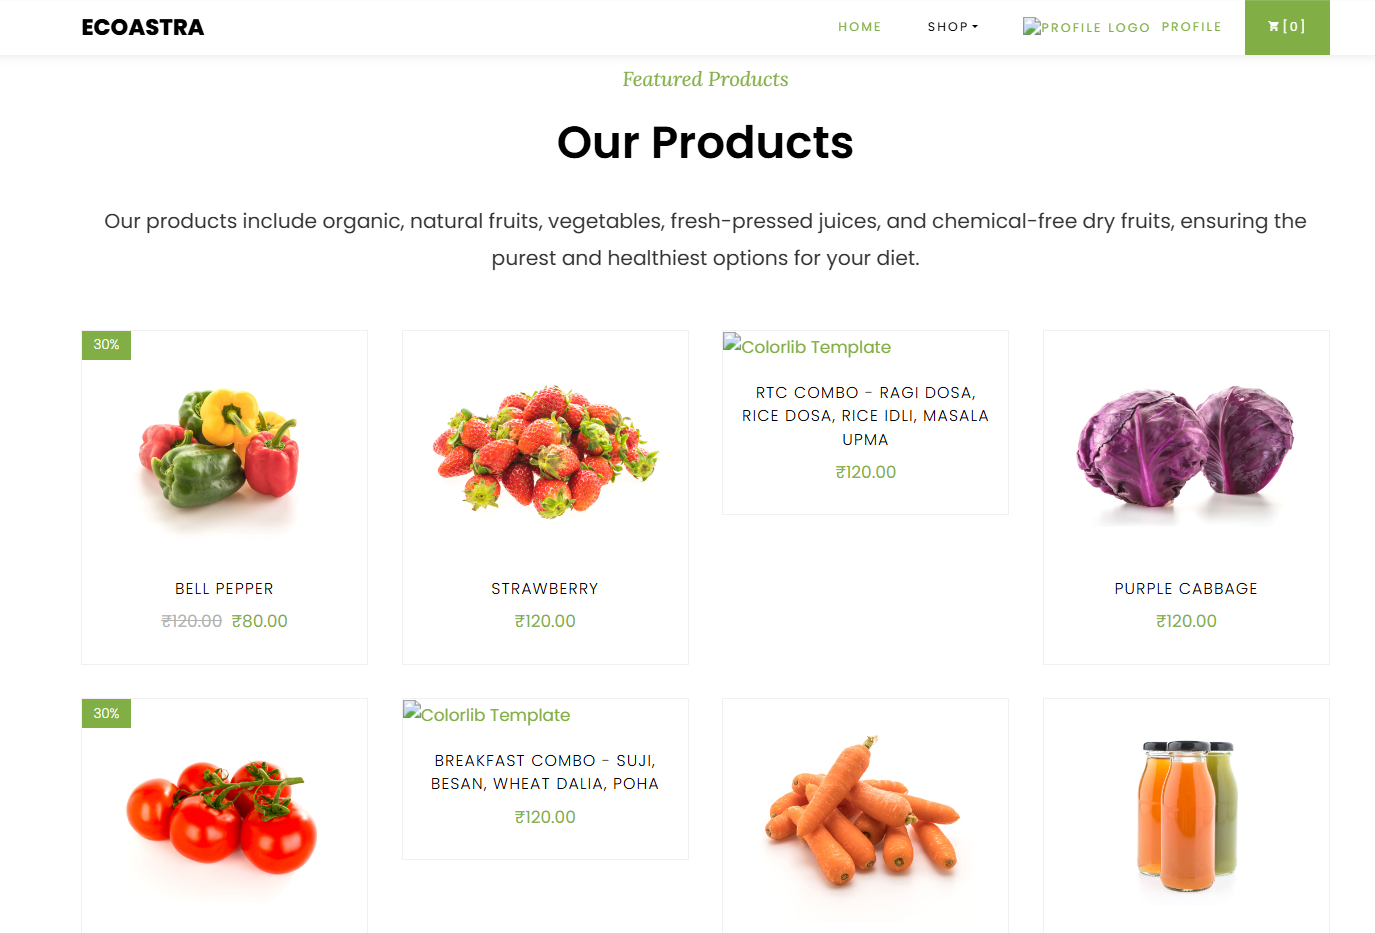 ECOASTRA
HOME
SHOP
PROFILE LOGO PROFILE
[0]
Featured Products
Our Products
Our products include organic, natural fruits, vegetables, fresh-pressed juices, and chemical-free dry fruits, ensuring the
purest and healthiest options for your diet.
30%
BELL PEPPER
₹120.00 ₹80.00
STRAWBERRY
₹120.00
Colorlib Template
RTC COMBO - RAGI DOSA,
RICE DOSA, RICE IDLI, MASALA
UPMA
₹120.00
PURPLE CABBAGE
₹120.00
30%
Colorlib Template
BREAKFAST COMBO - SUJI,
BESAN, WHEAT DALIA, POHA
₹120.00